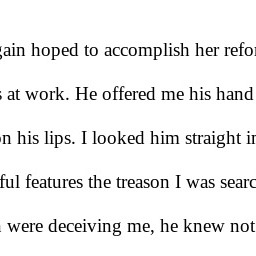 gain hoped to accomplish her refor
s at work. He offered me his hand
on his lips. I looked him straight in
ful features the treason I was searc
were deceiving me, he knew not